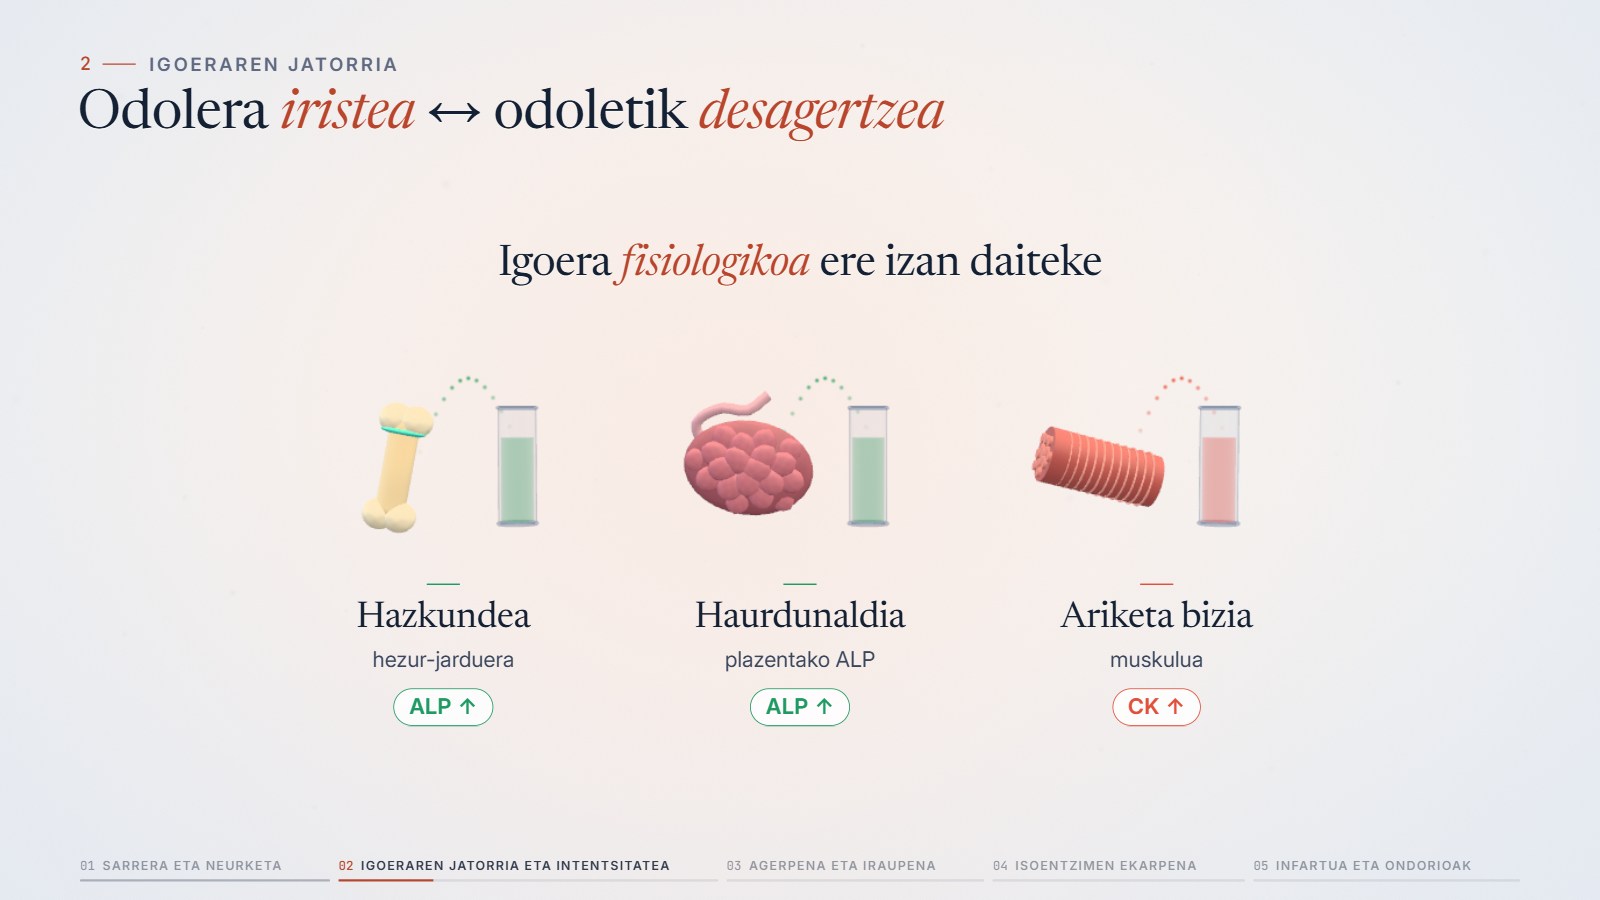 2 — IGOERAREN JATORRIA
Odolera iristea ↔ odoletik desagertzea
Igoera fisiologikoa ere izan daiteke
Hazkundea
hezur-jarduera
ALP ↑
Haurdunaldia
plazentako ALP
ALP ↑
Ariketa bizia
muskulua
CK ↑
01 SARRERA ETA NEURKETA
02 IGOERAREN JATORRIA ETA INTENTSITATEA
03 AGERPENA ETA IRAUPENA
04 ISOENTZIMEN EKARPENA
05 INFARTUA ETA ONDORIOAK